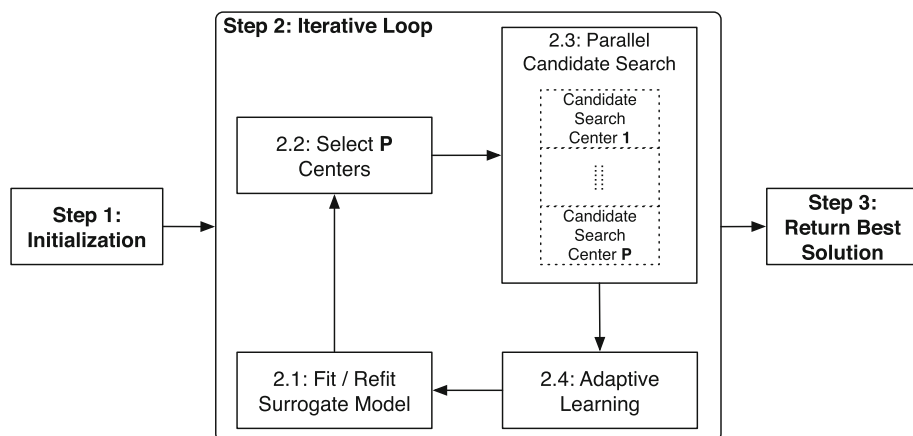 Step 1:
Initialization
Step 2: Iterative Loop
2.1: Fit / Refit
Surrogate Model
2.2: Select P
Centers
2.3: Parallel
Candidate Search
Candidate
Search
Center 1
Candidate
Search
Center P
2.4: Adaptive
Learning
Step 3:
Return Best
Solution